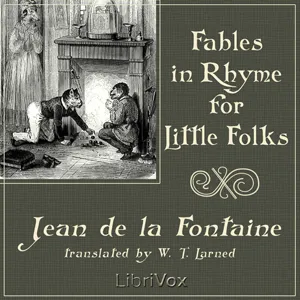 Fables
in Rhyme
for
Little Folks
Jean de la Fontaine
translated by W. T. Larned
LibriVox